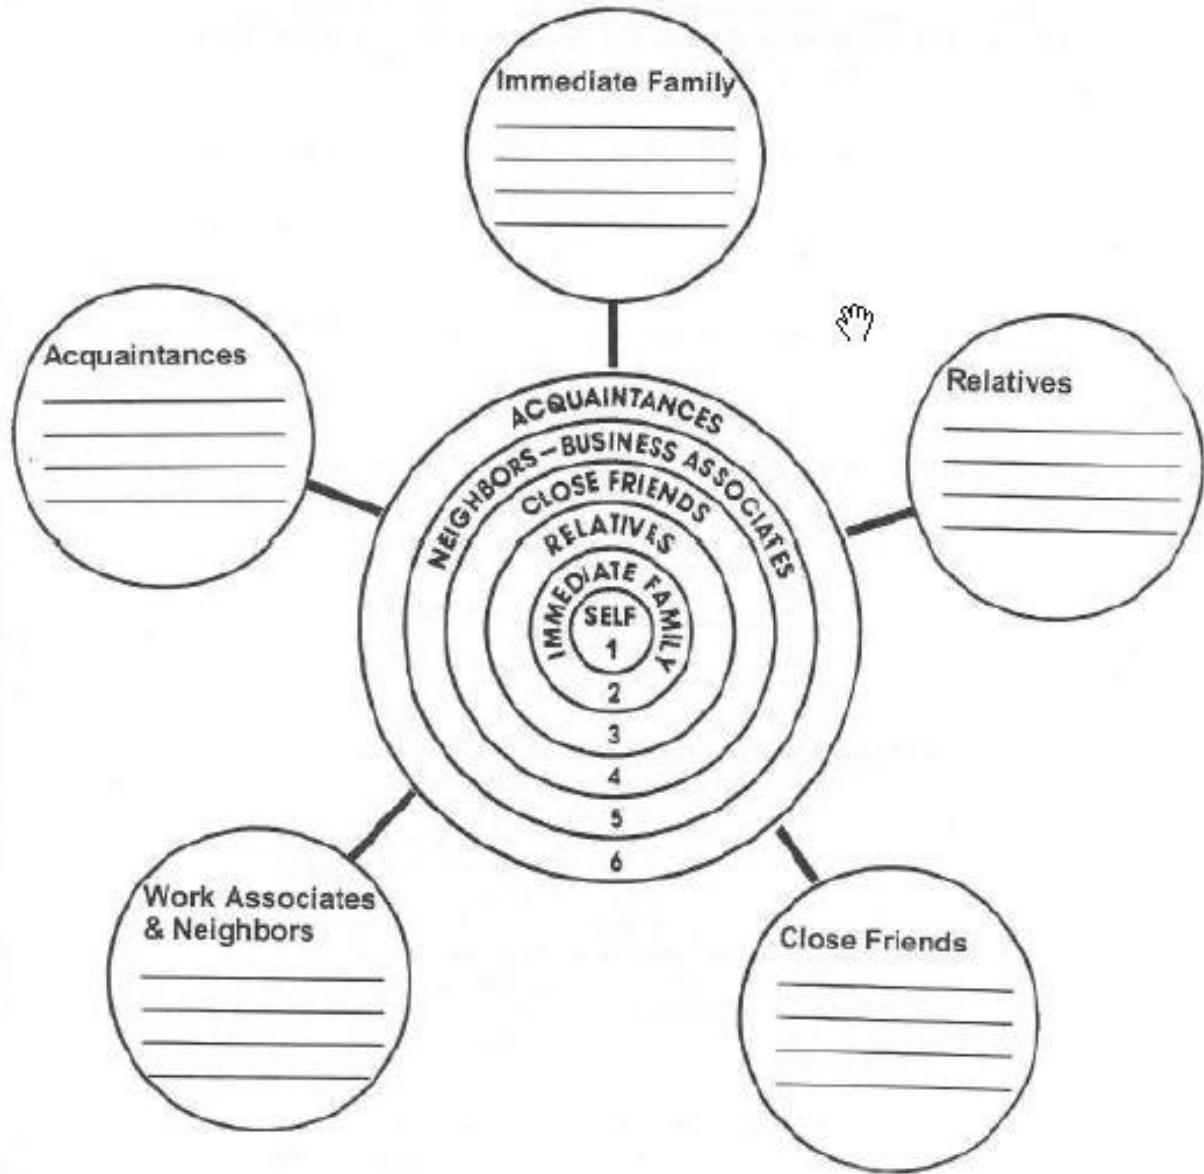 Immediate Family
Acquaintances
Relatives
ACQUAINTANCES
NEIGHBORS–BUSINESS ASSOCIATES
CLOSE FRIENDS
RELATIVES
IMMEDIATE FAMILY
SELF
1
2
3
4
5
6
Work Associates
& Neighbors
Close Friends